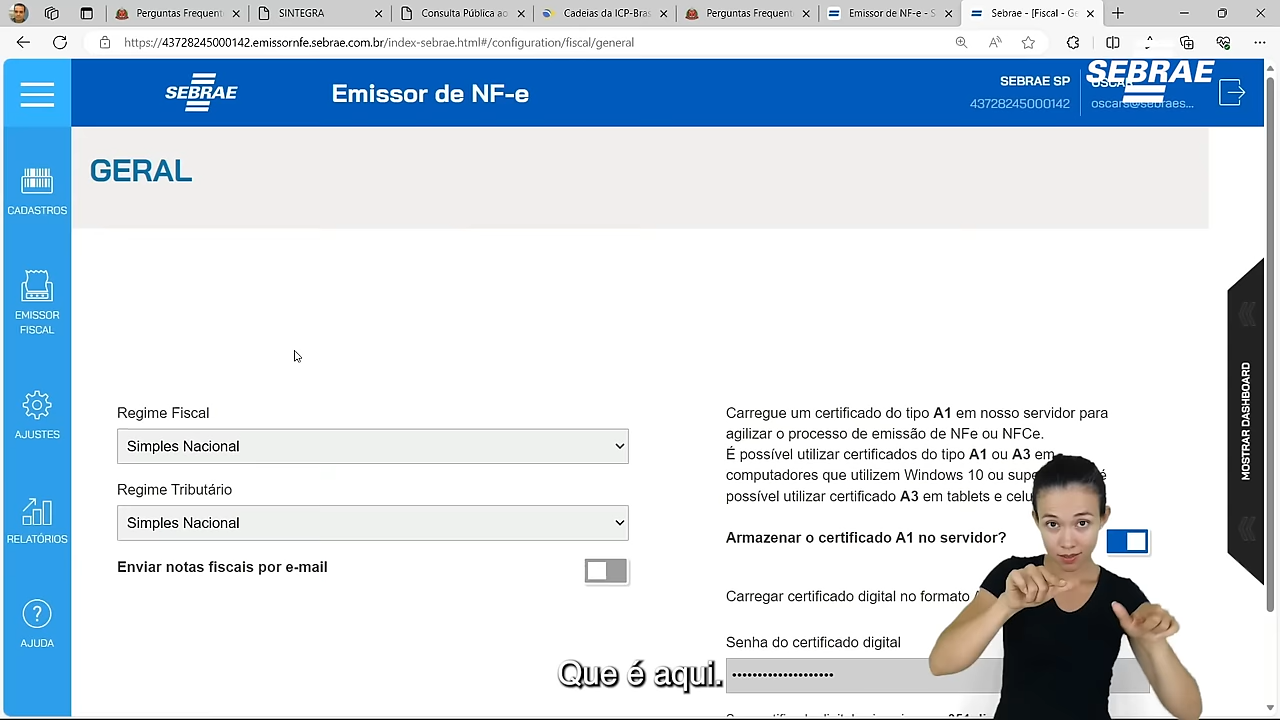 Perguntas Frequent
SINTEGRA
Consulta Pública ao
Cadeias da ICP-Bras
Perguntas Frequent
Emissor de NF-e - S
Sebrae - [Fiscal - Ge
https://43728245000142.emissornfe.sebrae.com.br/index-sebrae.html#/configuration/fiscal/general
SEBRAE
Emissor de NF-e
SEBRAE SP
43728245000142
OSCAR
oscars@sebraes...
SEBRAE
GERAL
CADASTROS
EMISSOR
FISCAL
AJUSTES
RELATÓRIOS
AJUDA
Regime Fiscal
Simples Nacional
Regime Tributário
Simples Nacional
Enviar notas fiscais por e-mail
Carregue um certificado do tipo A1 em nosso servidor para
agilizar o processo de emissão de NFe ou NFCe.
É possível utilizar certificados do tipo A1 ou A3 em
computadores que utilizem Windows 10 ou
possível utilizar certificado A3 em tablets e
Armazenar o certificado A1 no servidor?
Carregar certificado digital no formato
Senha do certificado digital
••••••••••••••••••••
MOSTRAR DASHBOARD
Que é aqui.